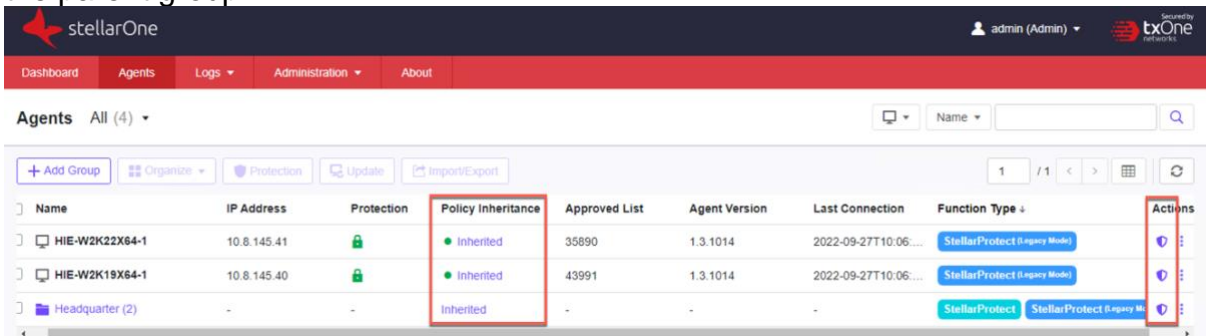 stellarOne
admin (Admin)
Secured by
txOne
networks
Dashboard Agents Logs Administration About
Agents All (4)
Name
+ Add Group Organize Protection Update Import/Export
1 / 1 < >
Name IP Address Protection Policy Inheritance Approved List Agent Version Last Connection Function Type ↓ Actions
HIE-W2K22X64-1 10.8.145.41 Inherited 35890 1.3.1014 2022-09-27T10:06:... StellarProtect (Legacy Mode)
HIE-W2K19X64-1 10.8.145.40 Inherited 43991 1.3.1014 2022-09-27T10:06:... StellarProtect (Legacy Mode)
Headquarter (2) - - Inherited - - - StellarProtect StellarProtect (Legacy Mo